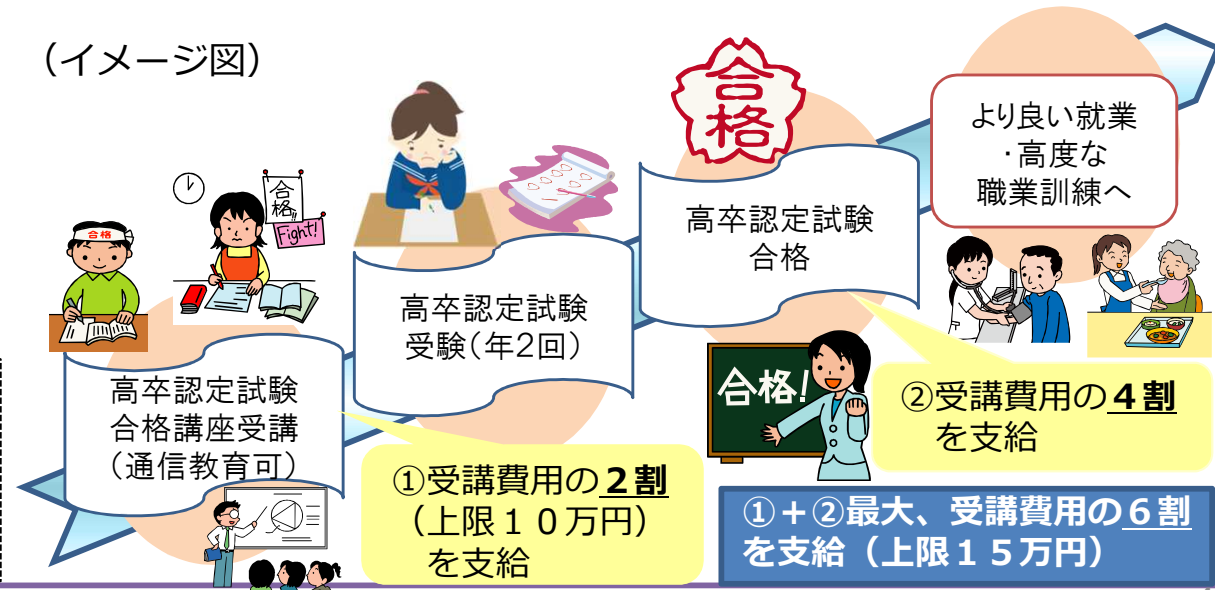 (イメージ図)
合格
合格
合
格
!!
Fight!
高卒認定試験
合格講座受講
(通信教育可)
高卒認定試験
受験(年2回)
高卒認定試験
合格
より良い就業
・高度な
職業訓練へ
合格!
①受講費用の2割
(上限10万円)
を支給
②受講費用の4割
を支給
①+②最大、受講費用の6割
を支給(上限15万円)